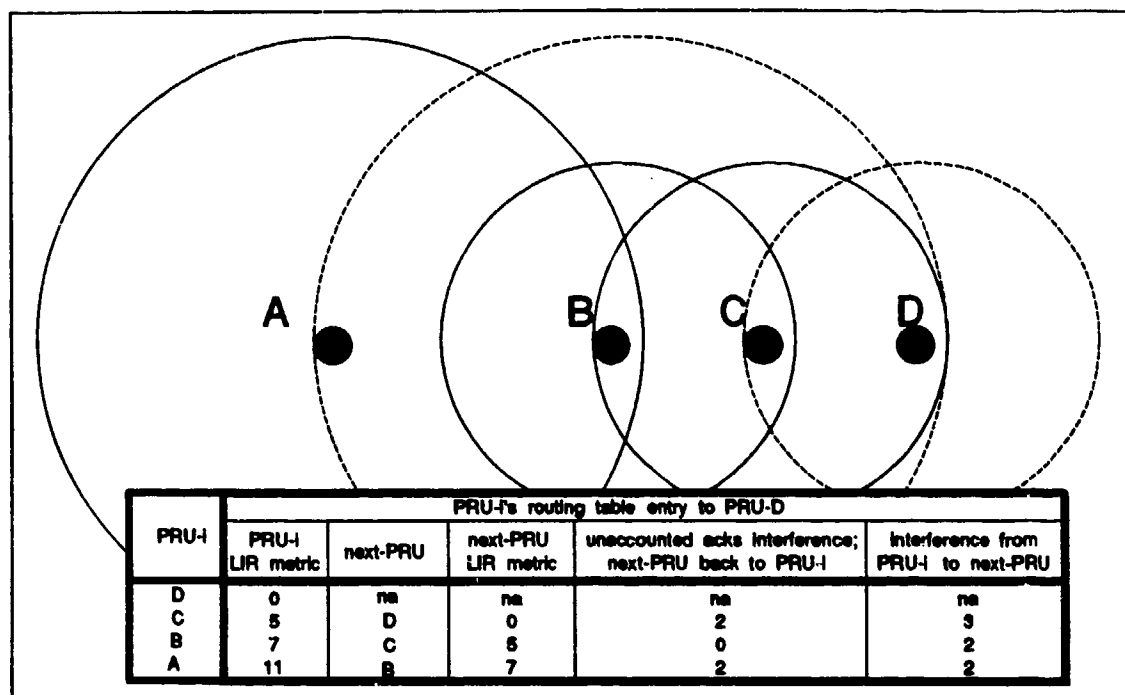 A B C D
PRU-i's routing table entry to PRU-D
PRU-i PRU-i LIR metric next-PRU next-PRU LIR metric unaccounted acks interference; next-PRU back to PRU-i interference from PRU-i to next-PRU
D 0 na na na na
C 5 D 0 2 3
B 7 C 5 0 2
A 11 B 7 2 2